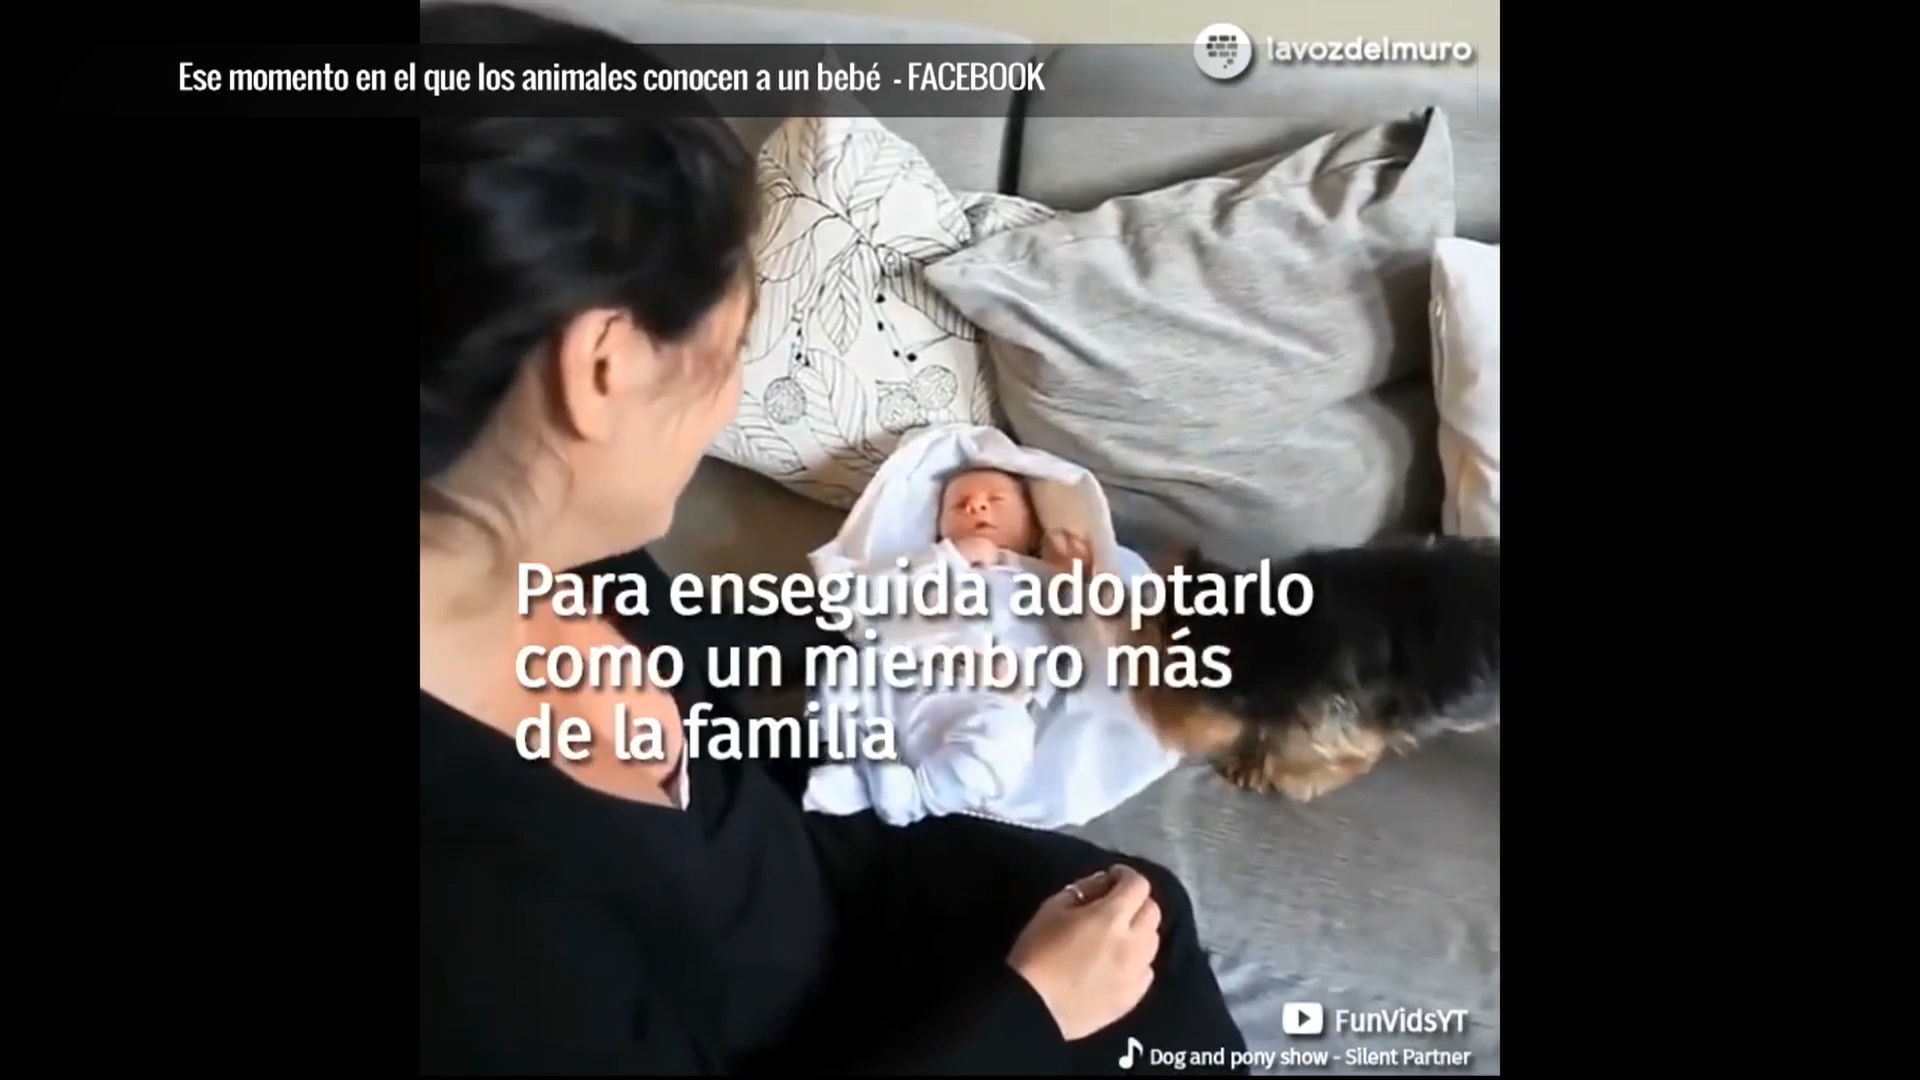 lavozdelmuro
Ese momento en el que los animales conocen a un bebé - FACEBOOK
Para enseguida adoptarlo
como un miembro más
de la familia
FunVidsYT
Dog and pony show - Silent Partner